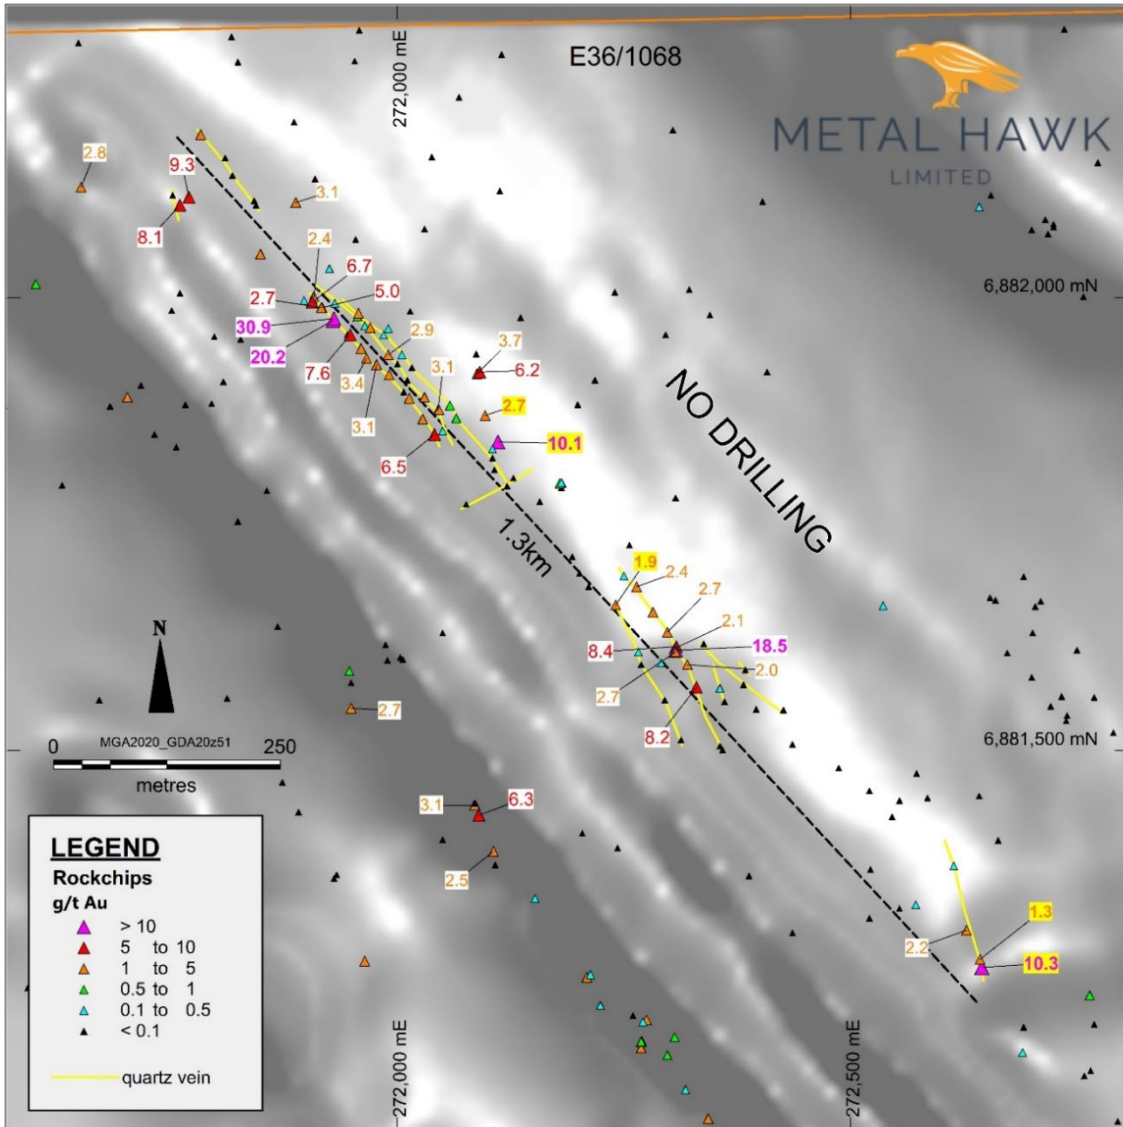 E36/1068
272,000 mE
METAL HAWK
LIMITED
2.8
9.3
3.1
8.1
2.4
6.7
2.7
5.0
6,882,000 mN
30.9
20.2
2.9
7.6
3.7
6.2
3.4
3.1
3.1
2.7
10.1
6.5
NO DRILLING
1.3km
1.9
2.4
2.7
2.1
8.4
18.5
2.0
2.7
8.2
N
2.7
0 MGA2020_GDA20z51 250
metres
6,881,500 mN
3.1
6.3
2.5
LEGEND
Rockchips
g/t Au
> 10
5 to 10
1 to 5
0.5 to 1
0.1 to 0.5
< 0.1
quartz vein
1.3
2.2
10.3
272,000 mE
272,500 mE